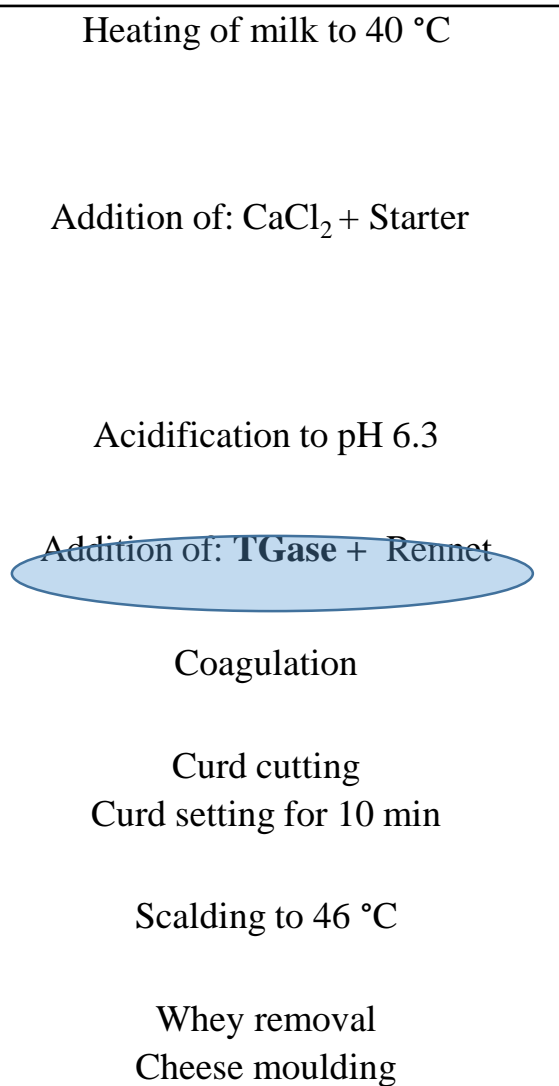 Heating of milk to 40 °C
Addition of: CaCl₂ + Starter
Acidification to pH 6.3
Addition of: TGase + Rennet
Coagulation
Curd cutting
Curd setting for 10 min
Scalding to 46 °C
Whey removal
Cheese moulding